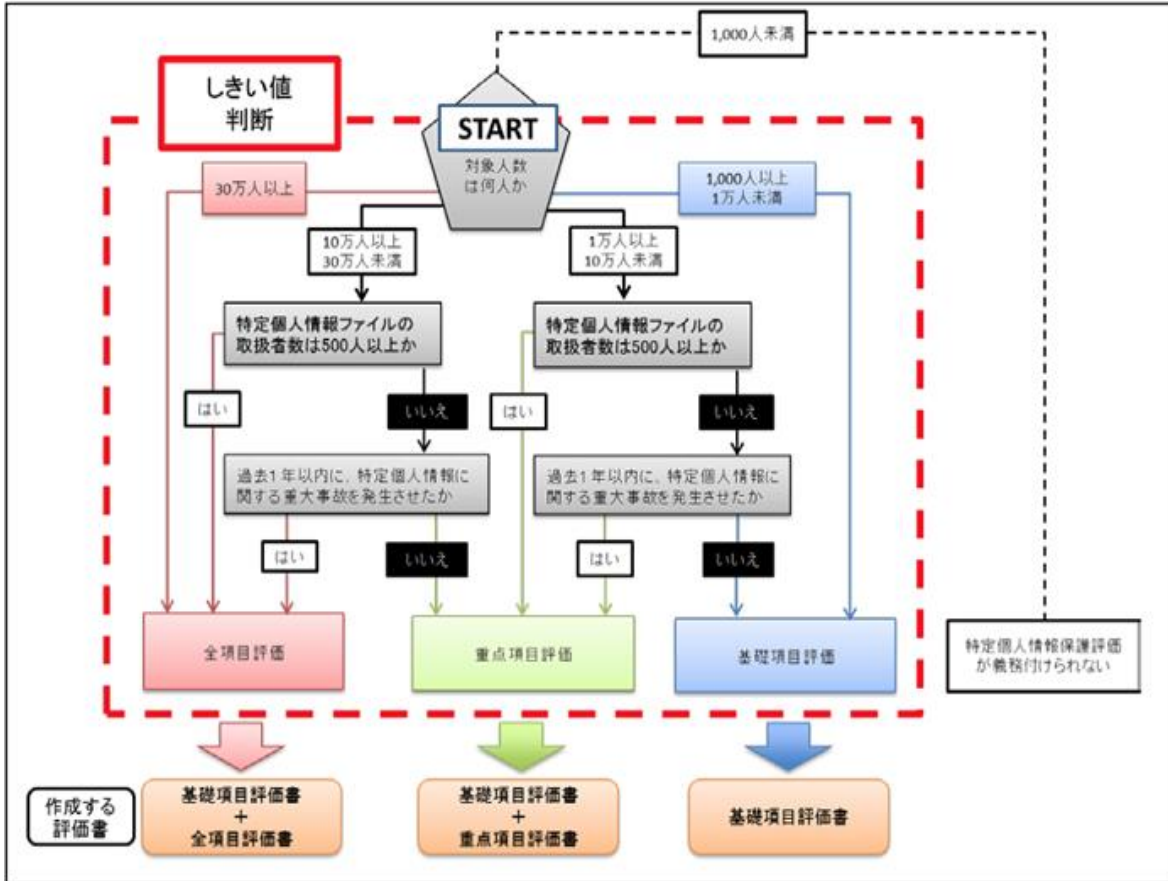 1,000人未満
しきい値
判断
START
対象人数
は何人か
30万人以上
1,000人以上
1万人未満
10万人以上
30万人未満
1万人以上
10万人未満
特定個人情報ファイルの
取扱者数は500人以上か
特定個人情報ファイルの
取扱者数は500人以上か
はい
いいえ
はい
いいえ
過去1年以内に、特定個人情報に
関する重大事故を発生させたか
過去1年以内に、特定個人情報に
関する重大事故を発生させたか
はい
いいえ
はい
いいえ
全項目評価
重点項目評価
基礎項目評価
特定個人情報保護評価
が義務付けられない
作成する
評価書
基礎項目評価書
+
全項目評価書
基礎項目評価書
+
重点項目評価書
基礎項目評価書